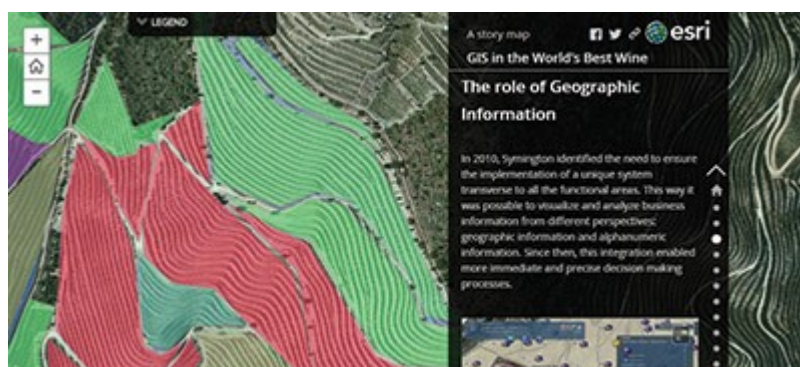 LEGEND
A story map
esri
GIS in the World's Best Wine
The role of Geographic
Information
In 2010, Symington identified the need to ensure
the implementation of a unique system
transverse to all the functional areas. This way it
was possible to visualize and analyze business
information from different perspectives:
geographic information and alphanumeric
information. Since then, this integration enabled
more immediate and precise decision making
processes.